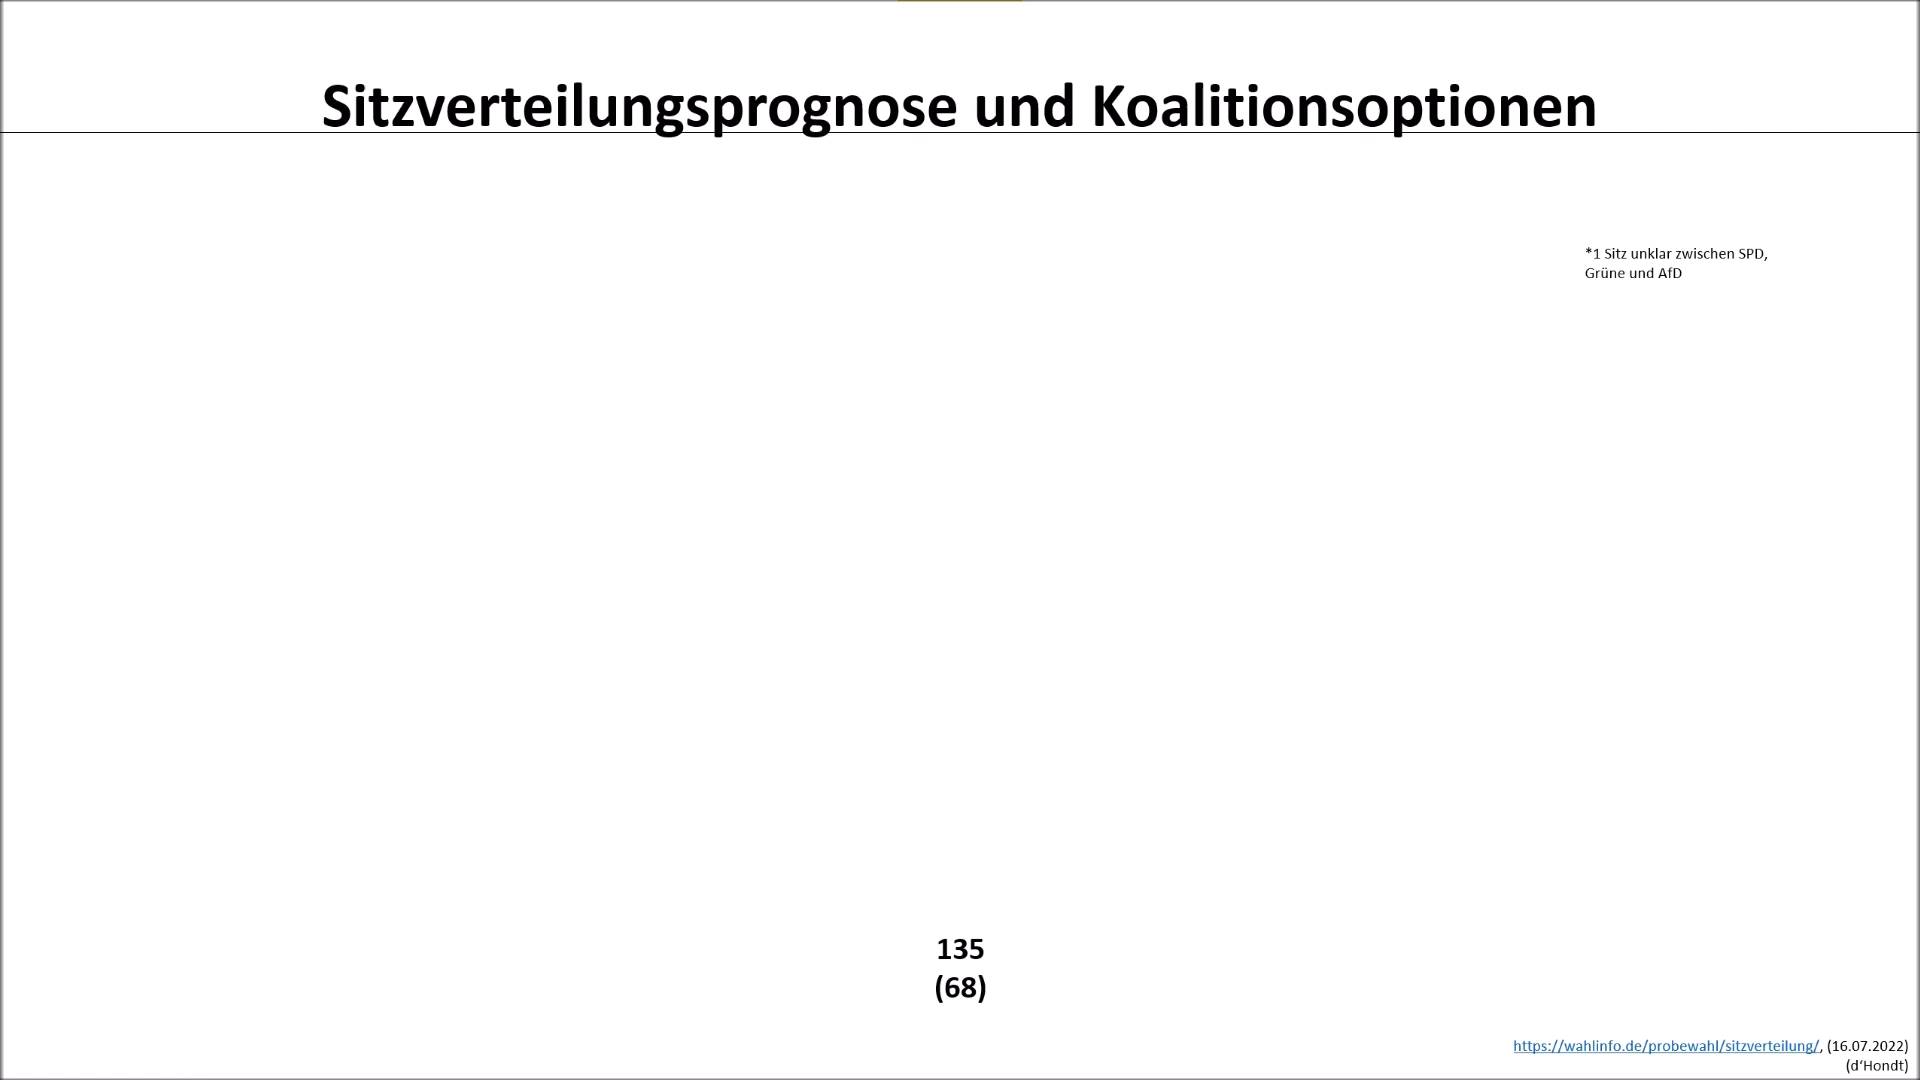 Sitzverteilungsprognose und Koalitionsoptionen
*1 Sitz unklar zwischen SPD,
Grüne und AfD
135
(68)
https://wahlinfo.de/probewahl/sitzverteilung/, (16.07.2022)
(d‘Hondt)